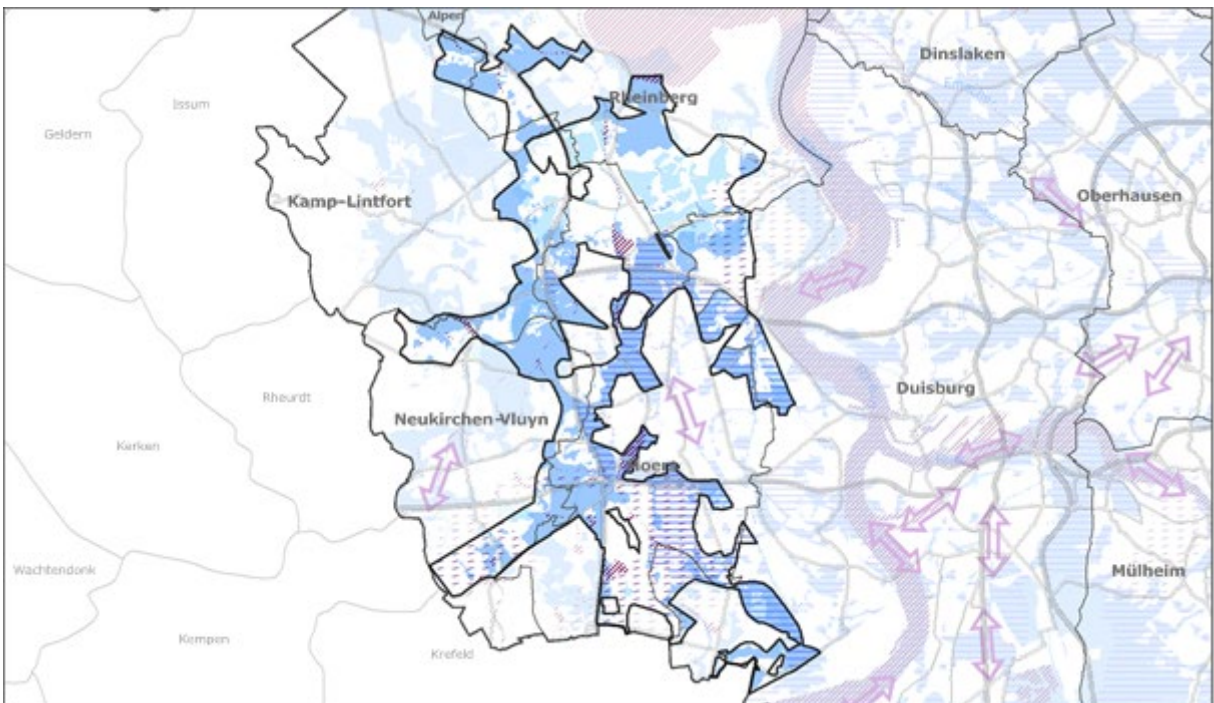 Alpen
Dinslaken
Issum
Rheinberg
Geldern
Oberhausen
Kamp-Lintfort
Duisburg
Rheurdt
Neukirchen-Vluyn
Kerken
Moers
Wachtendonk
Mülheim
Kempen
Krefeld